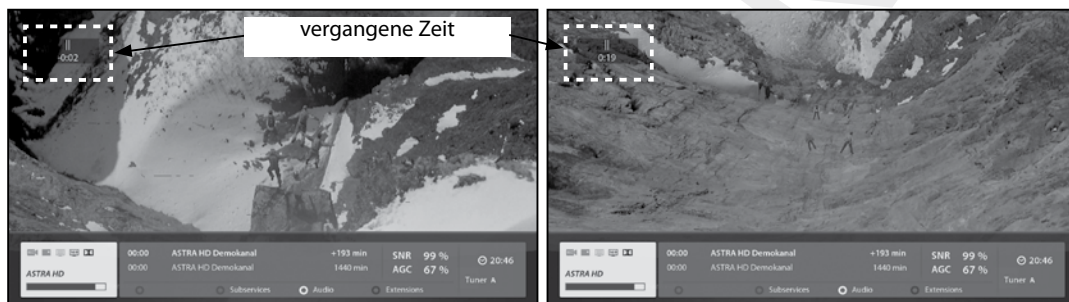 vergangene Zeit
-0:02
0:19
00:00 ASTRA HD Demokanal +193 min SNR 99 %
00:00 ASTRA HD Demokanal 1440 min AGC 67 %
20:46
ASTRA HD
Tuner A
Subservices Audio Extensions
00:00 ASTRA HD Demokanal +193 min SNR 99 %
00:00 ASTRA HD Demokanal 1440 min AGC 67 %
20:46
ASTRA HD
Tuner A
Subservices Audio Extensions